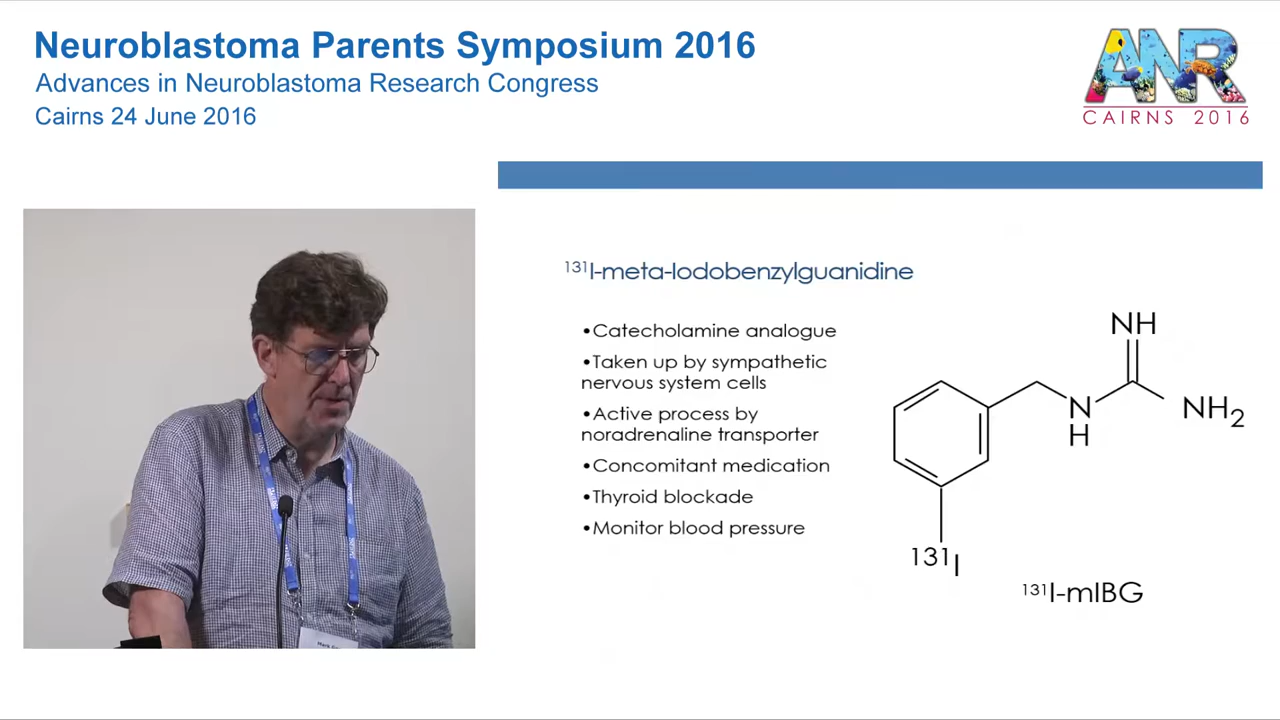 Neuroblastoma Parents Symposium 2016
Advances in Neuroblastoma Research Congress
Cairns 24 June 2016
ANR
CAIRNS 2016
¹³¹I-meta-Iodobenzylguanidine
•Catecholamine analogue
•Taken up by sympathetic
nervous system cells
•Active process by
noradrenaline transporter
•Concomitant medication
•Thyroid blockade
•Monitor blood pressure
NH
N
H
NH₂
¹³¹I
¹³¹I-mIBG
Mark